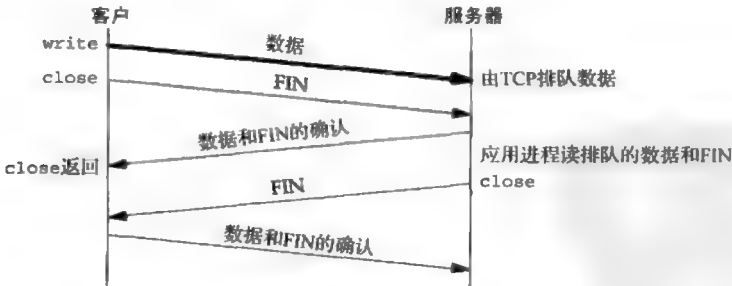 客户 服务器
write 数据
close FIN 由TCP排队数据
数据和FIN的确认
close返回 应用进程读排队的数据和FIN
FIN close
数据和FIN的确认